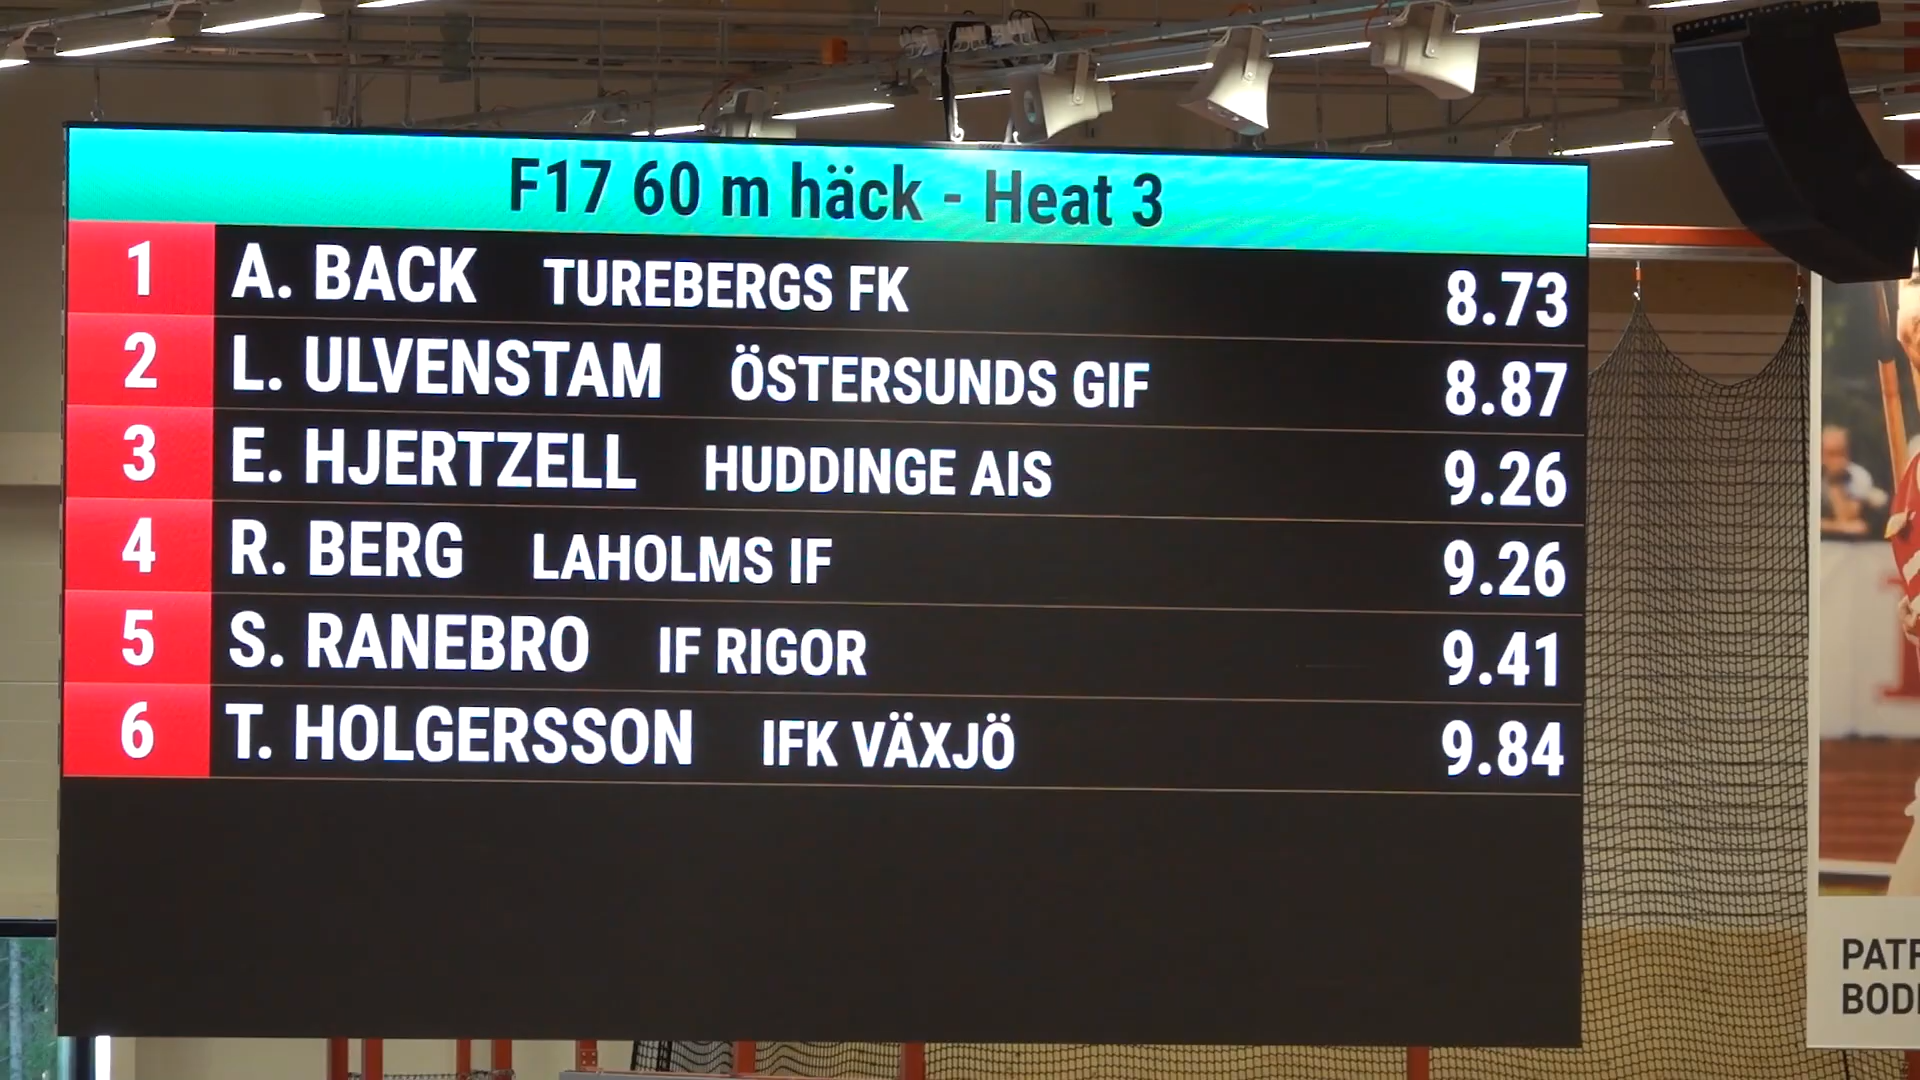 F17 60 m häck - Heat 3
1 A. BACK TUREBERGS FK 8.73
2 L. ULVENSTAM ÖSTERSUNDS GIF 8.87
3 E. HJERTZELL HUDDINGE AIS 9.26
4 R. BERG LAHOLMS IF 9.26
5 S. RANEBRO IF RIGOR 9.41
6 T. HOLGERSSON IFK VÄXJÖ 9.84